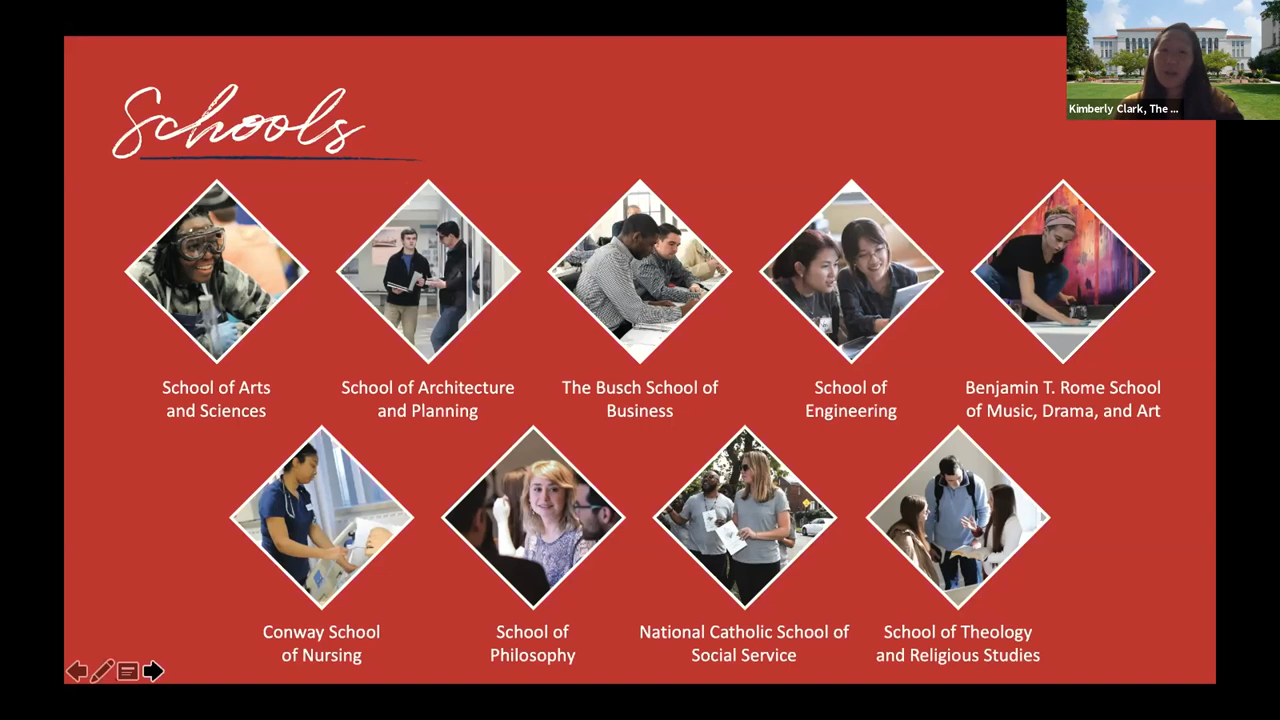 Schools
Kimberly Clark, The ...
School of Arts
and Sciences
School of Architecture
and Planning
The Busch School of
Business
School of
Engineering
Benjamin T. Rome School
of Music, Drama, and Art
Conway School
of Nursing
School of
Philosophy
National Catholic School of
Social Service
School of Theology
and Religious Studies